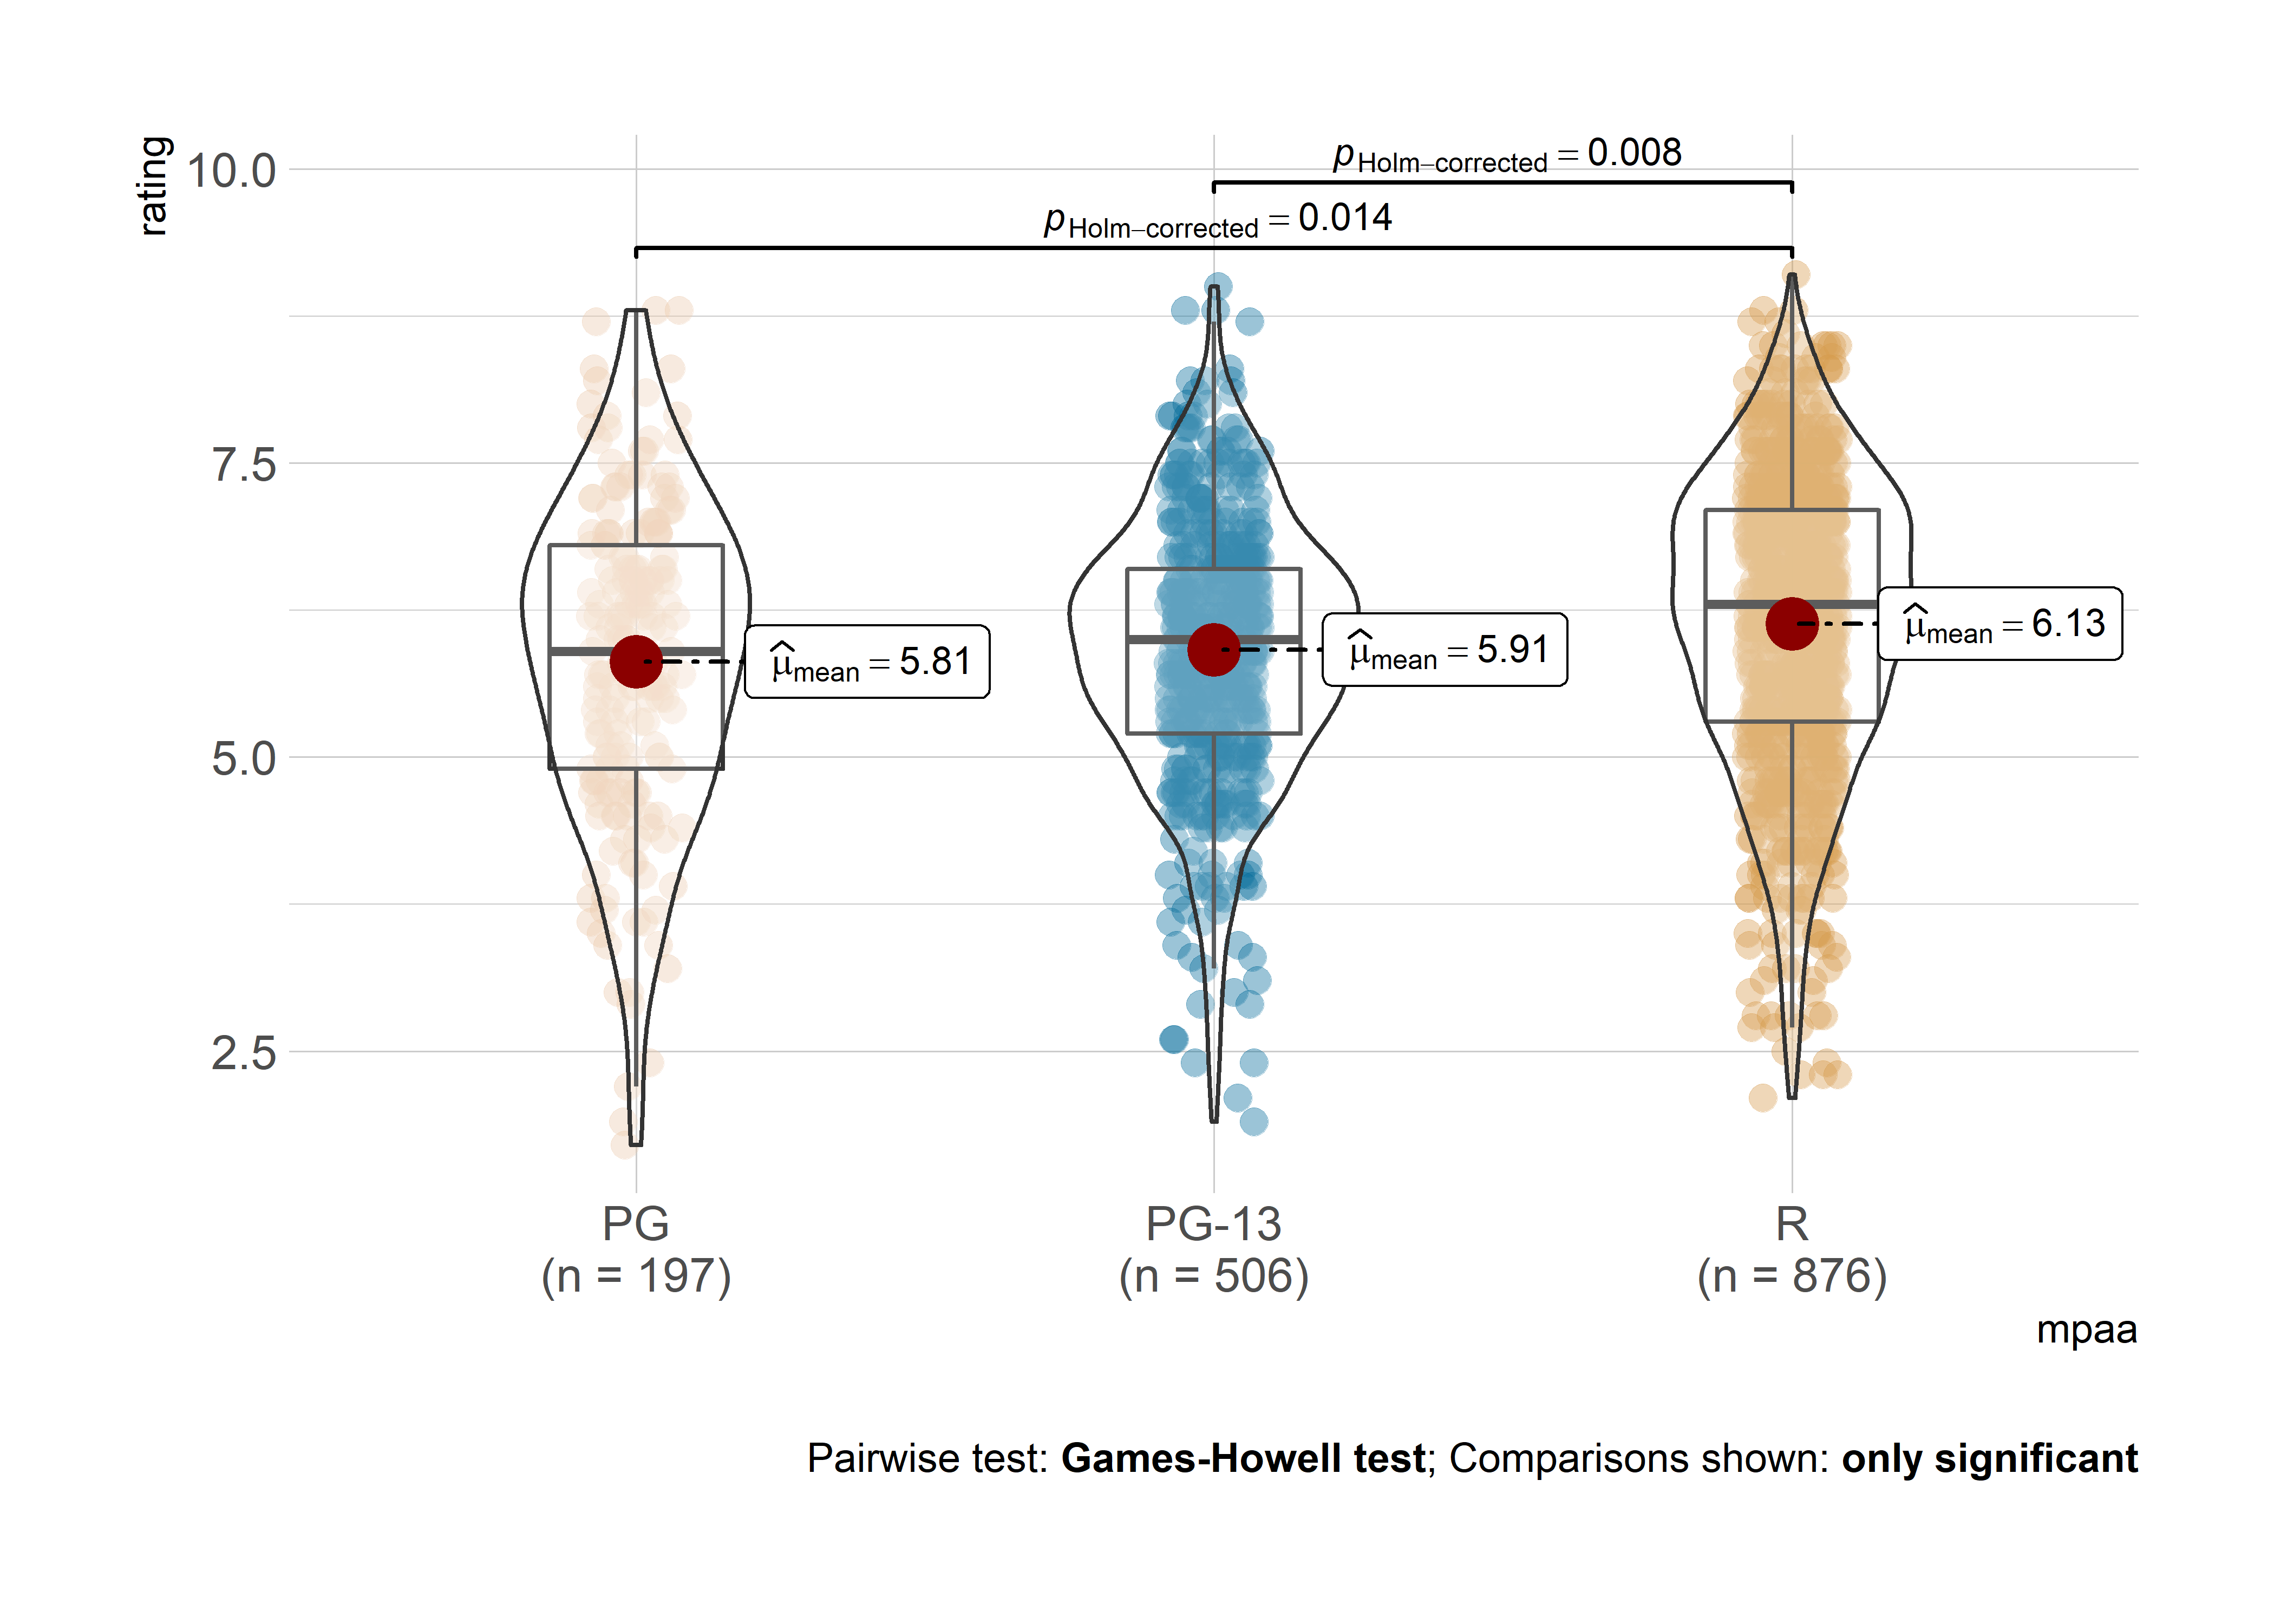 rating
10.0
7.5
5.0
2.5
pHolm−corrected = 0.008
pHolm−corrected = 0.014
μ̂mean = 5.81
μ̂mean = 5.91
μ̂mean = 6.13
PG
(n = 197)
PG-13
(n = 506)
R
(n = 876)
mpaa
Pairwise test: Games-Howell test; Comparisons shown: only significant